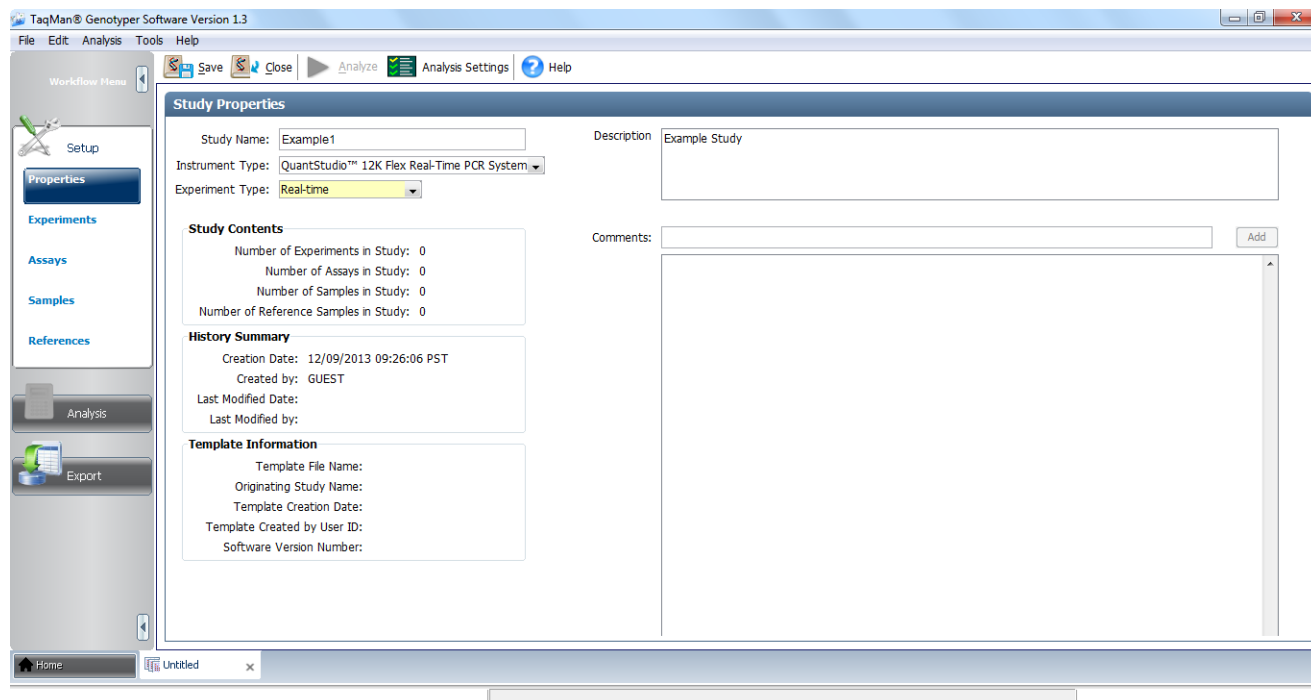 TaqMan® Genotyper Software Version 1.3
File Edit Analysis Tools Help
Workflow Menu
Save Close Analyze Analysis Settings Help
Study Properties
Setup
Properties
Experiments
Assays
Samples
References
Analysis
Export
Study Name: Example1
Instrument Type: QuantStudio™ 12K Flex Real-Time PCR System
Experiment Type: Real-time
Description Example Study
Study Contents
Number of Experiments in Study: 0
Number of Assays in Study: 0
Number of Samples in Study: 0
Number of Reference Samples in Study: 0
Comments: Add
History Summary
Creation Date: 12/09/2013 09:26:06 PST
Created by: GUEST
Last Modified Date:
Last Modified by:
Template Information
Template File Name:
Originating Study Name:
Template Creation Date:
Template Created by User ID:
Software Version Number:
Home Untitled